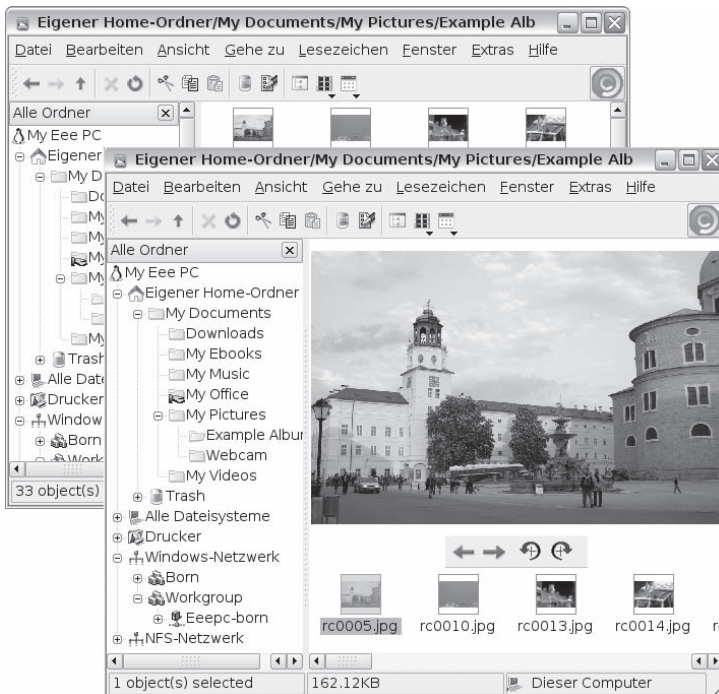 Eigener Home-Ordner/My Documents/My Pictures/Example Alb
Datei Bearbeiten Ansicht Gehe zu Lesezeichen Fenster Extras Hilfe
Alle Ordner
My Eee PC
Eigener
My D
Do
My
My
My
My
My
Trash
Alle Date
Drucker
Window
Born
Work
33 object(s)
Eigener Home-Ordner/My Documents/My Pictures/Example Alb
Datei Bearbeiten Ansicht Gehe zu Lesezeichen Fenster Extras Hilfe
Alle Ordner
My Eee PC
Eigener Home-Ordner
My Documents
Downloads
My Ebooks
My Music
My Office
My Pictures
Example Albur
Webcam
My Videos
Trash
Alle Dateisysteme
Drucker
Windows-Netzwerk
Born
Workgroup
Eeepc-born
NFS-Netzwerk
rc0005.jpg rc0010.jpg rc0013.jpg rc0014.jpg r
1 object(s) selected 162.12KB Dieser Computer